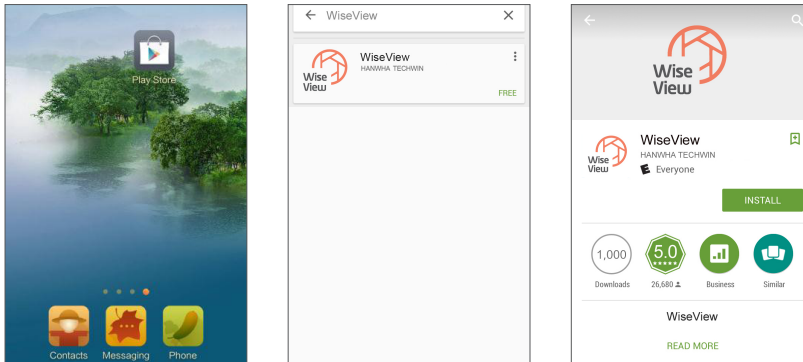 Play Store
Contacts Messaging Phone
WiseView
Wise
View
WiseView
HANWHA TECHWIN
FREE
Wise
View
Wise
View
WiseView
HANWHA TECHWIN
E Everyone
INSTALL
1,000
5.0
Downloads 26,680 Business Similar
WiseView
READ MORE